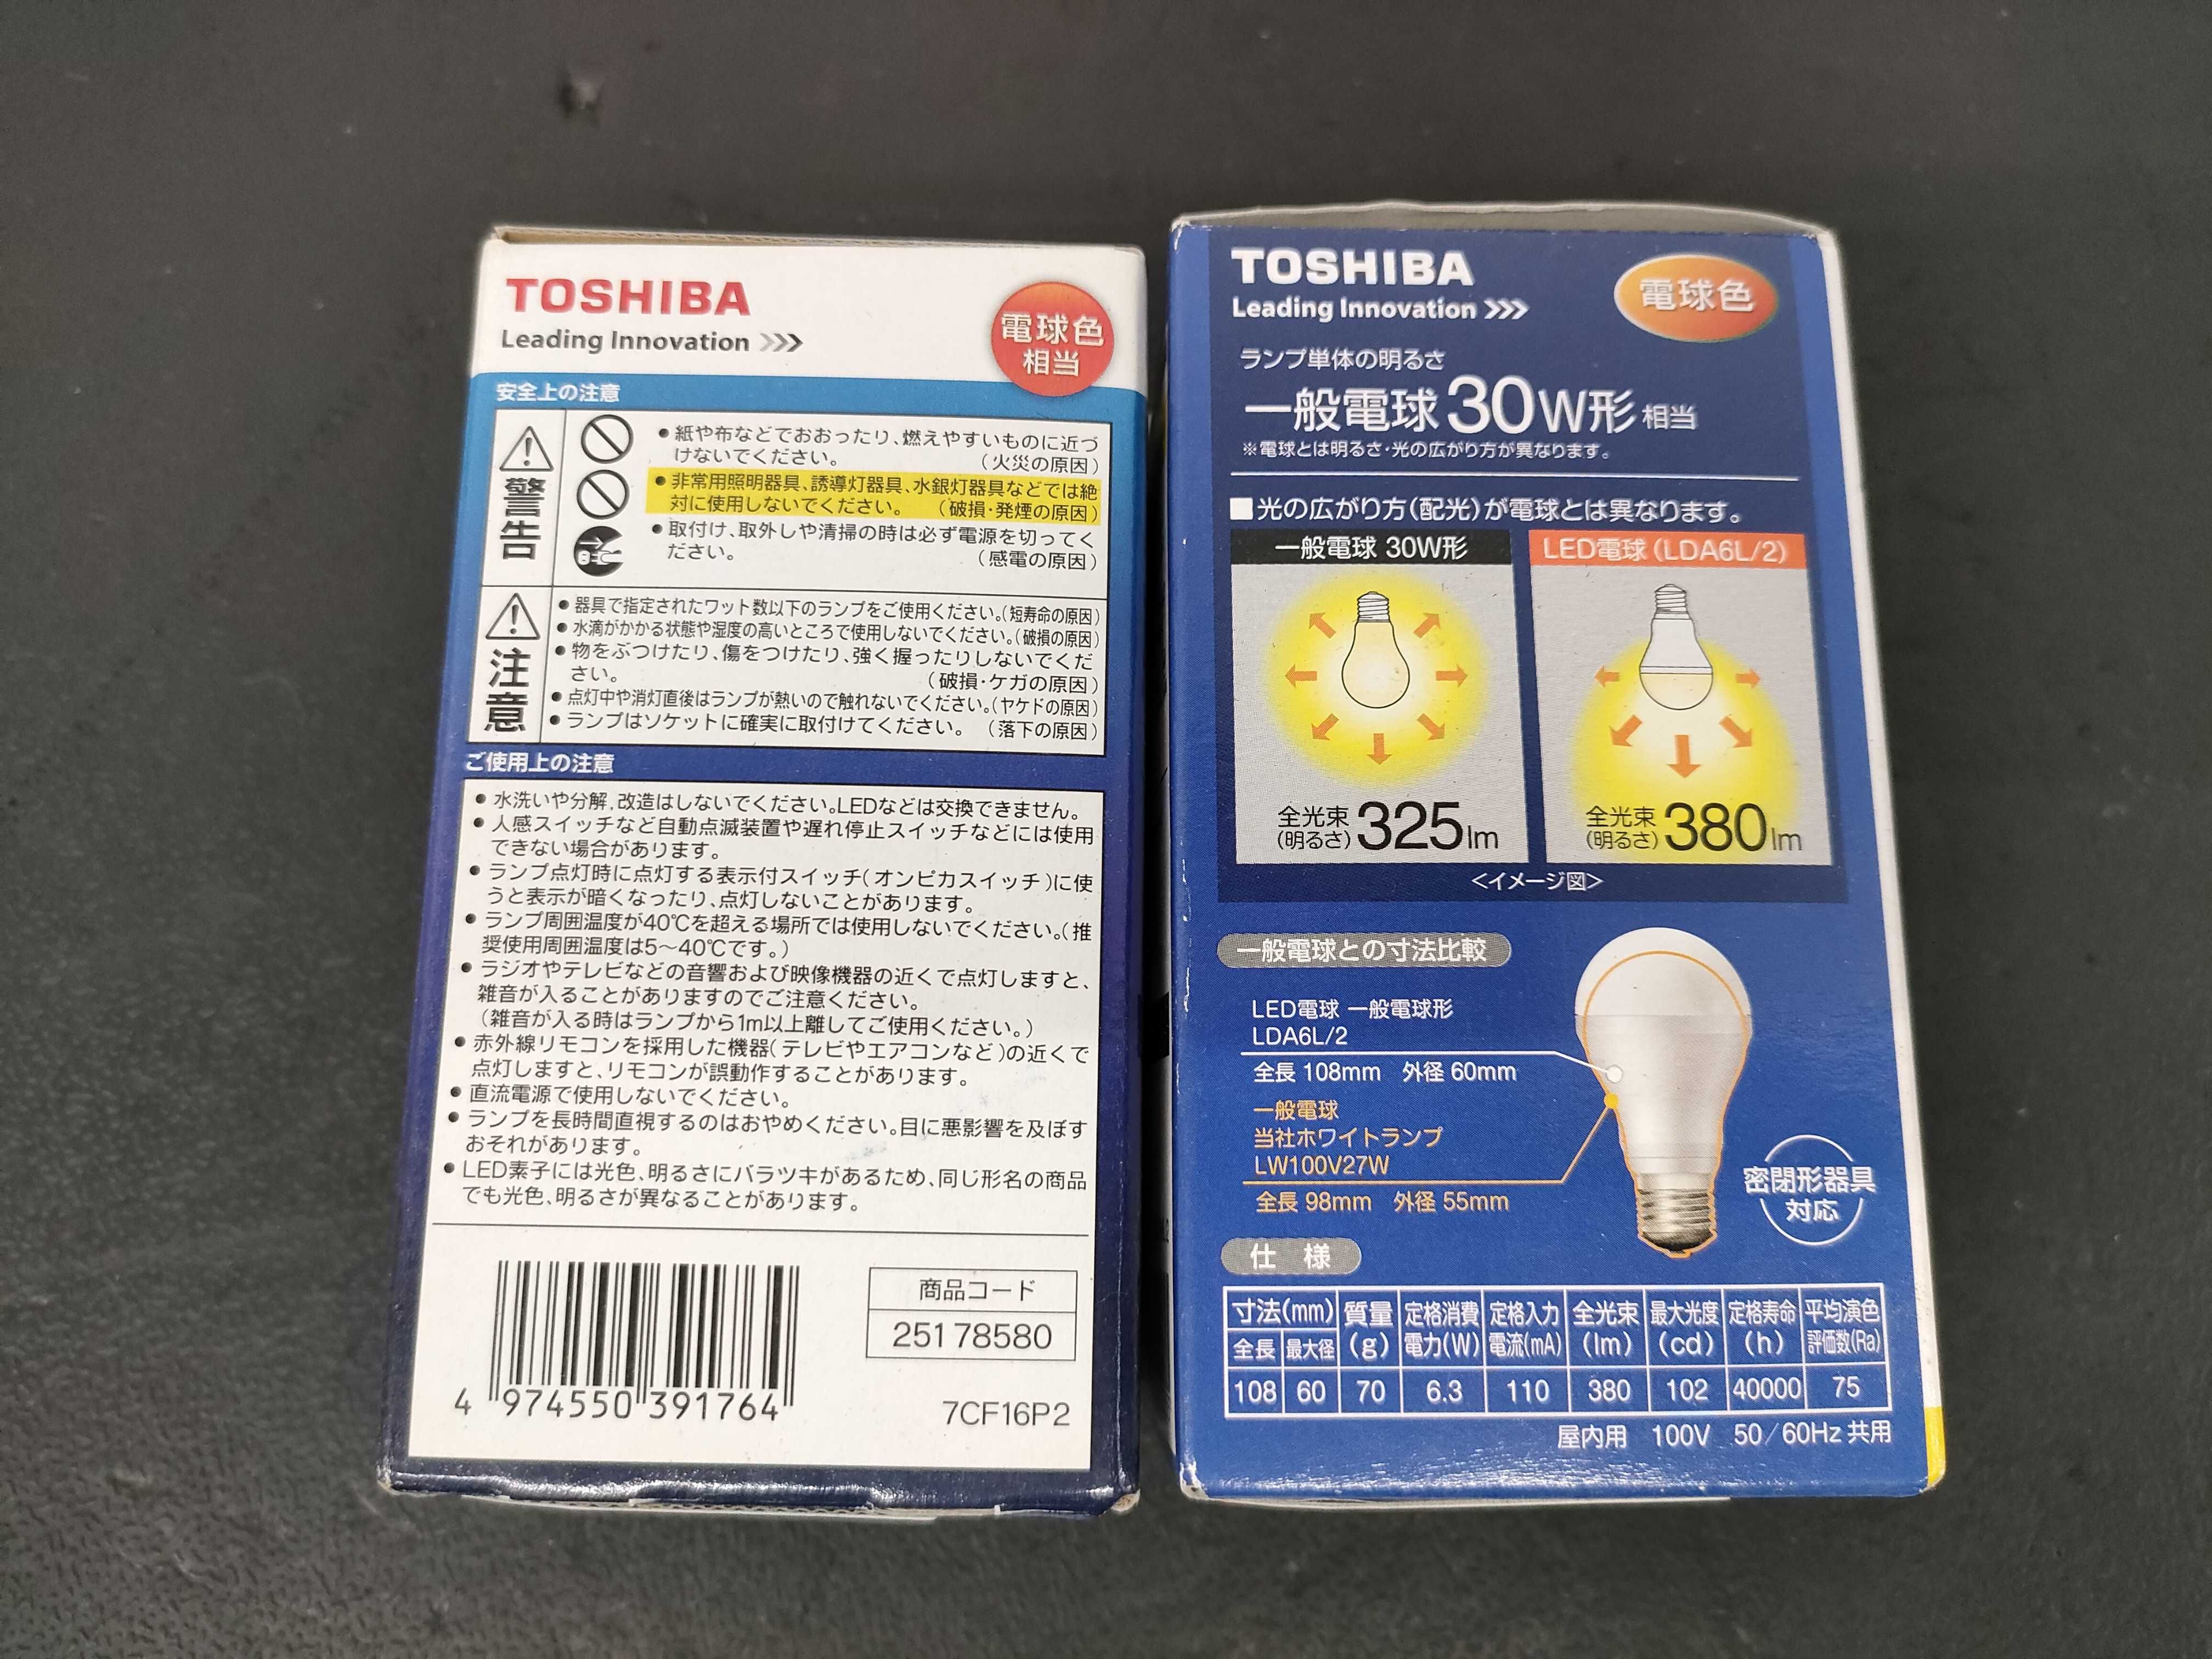 TOSHIBA
Leading Innovation >>>
電球色
相当
安全上の注意
警告
●紙や布などでおおったり、燃えやすいものに近づ
けないでください。 (火災の原因)
●非常用照明器具、誘導灯器具、水銀灯器具などでは絶
対に使用しないでください。 (破損・発煙の原因)
●取付け、取外しや清掃の時は必ず電源を切ってく
ださい。 (感電の原因)
注意
●器具で指定されたワット数以下のランプをご使用ください。(短寿命の原因)
●水滴がかかる状態や湿度の高いところで使用しないでください。(破損の原因)
●物をぶつけたり、傷をつけたり、強く握ったりしないでくだ
さい。 (破損・ケガの原因)
●点灯中や消灯直後はランプが熱いので触れないでください。(ヤケドの原因)
●ランプはソケットに確実に取付けてください。 (落下の原因)
ご使用上の注意
●水洗いや分解、改造はしないでください。LEDなどは交換できません。
●人感スイッチなど自動点滅装置や遅れ停止スイッチなどには使用
できない場合があります。
●ランプ点灯時に点灯する表示付スイッチ(オンピカスイッチ)に使
うと表示が暗くなったり、点灯しないことがあります。
●ランプ周囲温度が40℃を超える場所では使用しないでください。(推
奨使用周囲温度は5〜40℃です。)
●ラジオやテレビなどの音響および映像機器の近くで点灯しますと、
雑音が入ることがありますのでご注意ください。
(雑音が入る時はランプから1m以上離してご使用ください。)
●赤外線リモコンを採用した機器(テレビやエアコンなど)の近くで
点灯しますと、リモコンが誤動作することがあります。
●直流電源で使用しないでください。
●ランプを長時間直視するのはおやめください。目に悪影響を及ぼす
おそれがあります。
●LED素子には光色、明るさにバラツキがあるため、同じ形名の商品
でも光色、明るさが異なることがあります。
4 974550 391764
商品コード
25178580
7CF16P2
TOSHIBA
Leading Innovation >>>
電球色
ランプ単体の明るさ
一般電球30W形相当
※電球とは明るさ・光の広がり方が異なります。
■光の広がり方(配光)が電球とは異なります。
一般電球 30W形
全光束
(明るさ) 325lm
LED電球(LDA6L/2)
全光束
(明るさ) 380lm
<イメージ図>
一般電球との寸法比較
LED電球 一般電球形
LDA6L/2
全長 108mm 外径 60mm
一般電球
当社ホワイトランプ
LW100V27W
全長 98mm 外径 55mm
密閉形器具
対応
仕 様
寸法(mm) 質量(g) 定格消費電力(W) 定格入力電流(mA) 全光束(lm) 最大光度(cd) 定格寿命(h) 平均演色評価数(Ra)
全長 最大径
108 60 70 6.3 110 380 102 40000 75
屋内用 100V 50/60Hz共用